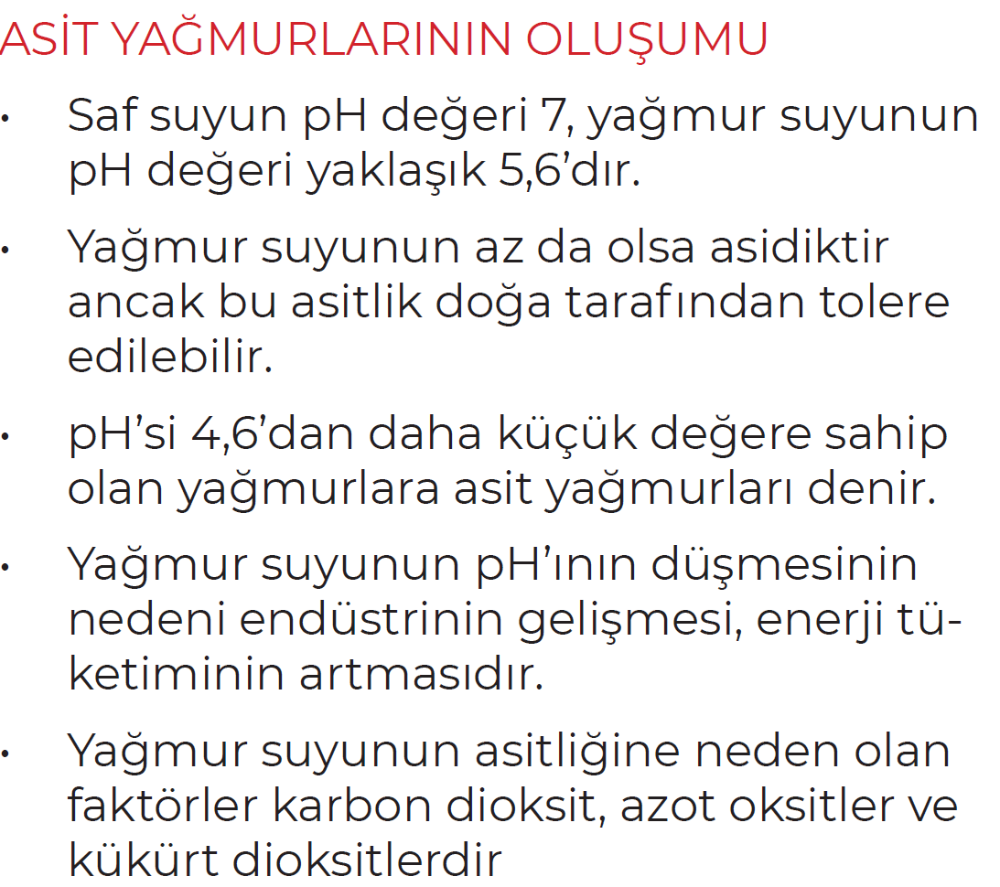 ASİT YAĞMURLARININ OLUŞUMU
• Saf suyun pH değeri 7, yağmur suyunun
pH değeri yaklaşık 5,6’dır.
• Yağmur suyunun az da olsa asidiktir
ancak bu asitlik doğa tarafından tolere
edilebilir.
• pH’si 4,6’dan daha küçük değere sahip
olan yağmurlara asit yağmurları denir.
• Yağmur suyunun pH’ının düşmesinin
nedeni endüstrinin gelişmesi, enerji tü-
ketiminin artmasıdır.
• Yağmur suyunun asitliğine neden olan
faktörler karbon dioksit, azot oksitler ve
kükürt dioksitlerdir